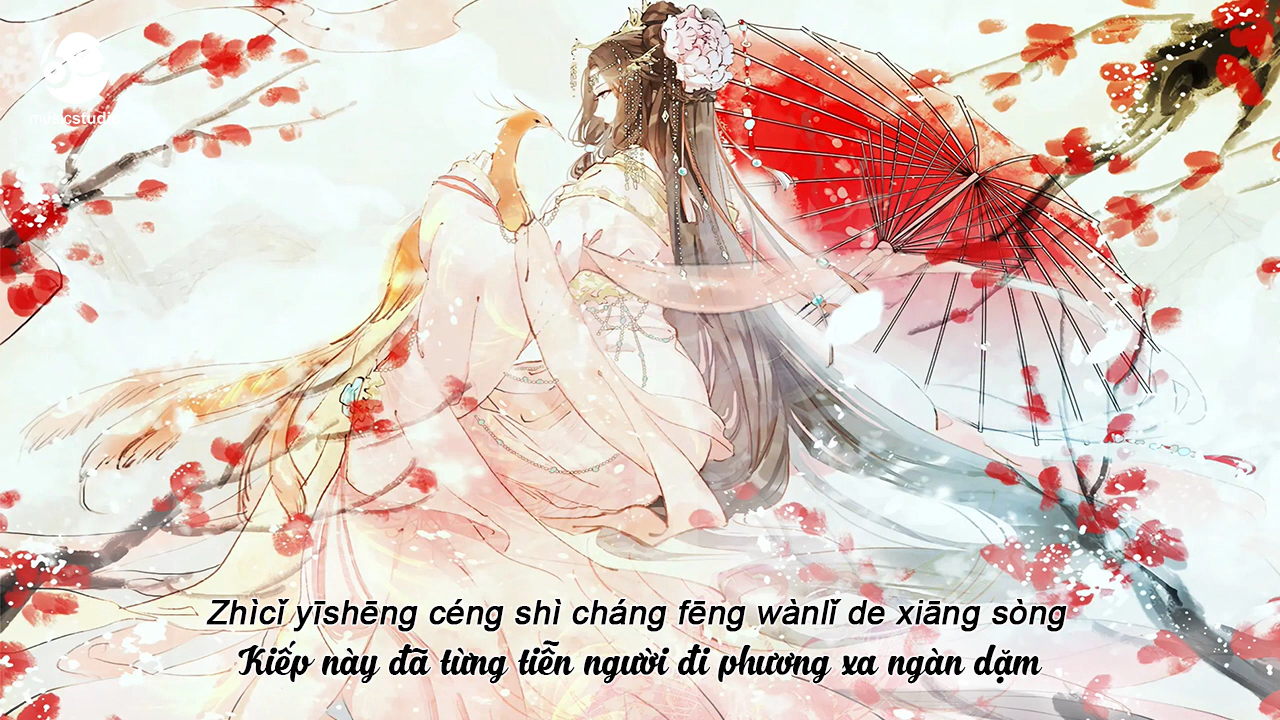 musicstudio
Zhìcǐ yīshēng céng shì cháng fēng wànlǐ de xiāng sòng
Kiếp này đã từng tiễn người đi phương xa ngàn dặm